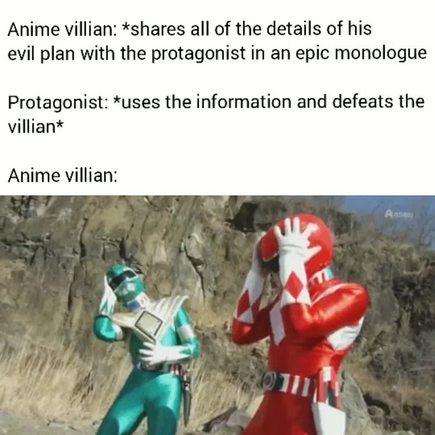 Anime villian: *shares all of the details of his
evil plan with the protagonist in an epic monologue
Protagonist: *uses the information and defeats the
villian*
Anime villian: